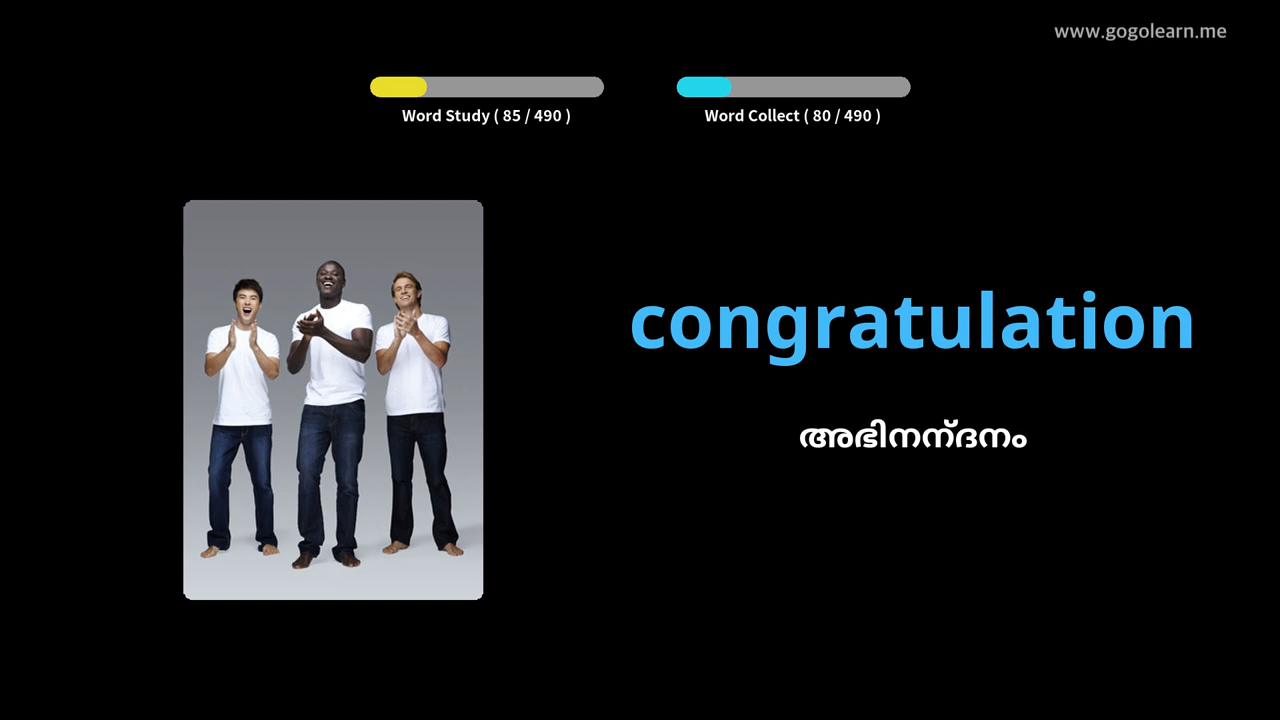 www.gogolearn.me
Word Study ( 85 / 490 )
Word Collect ( 80 / 490 )
congratulation
അഭിനന്ദനം